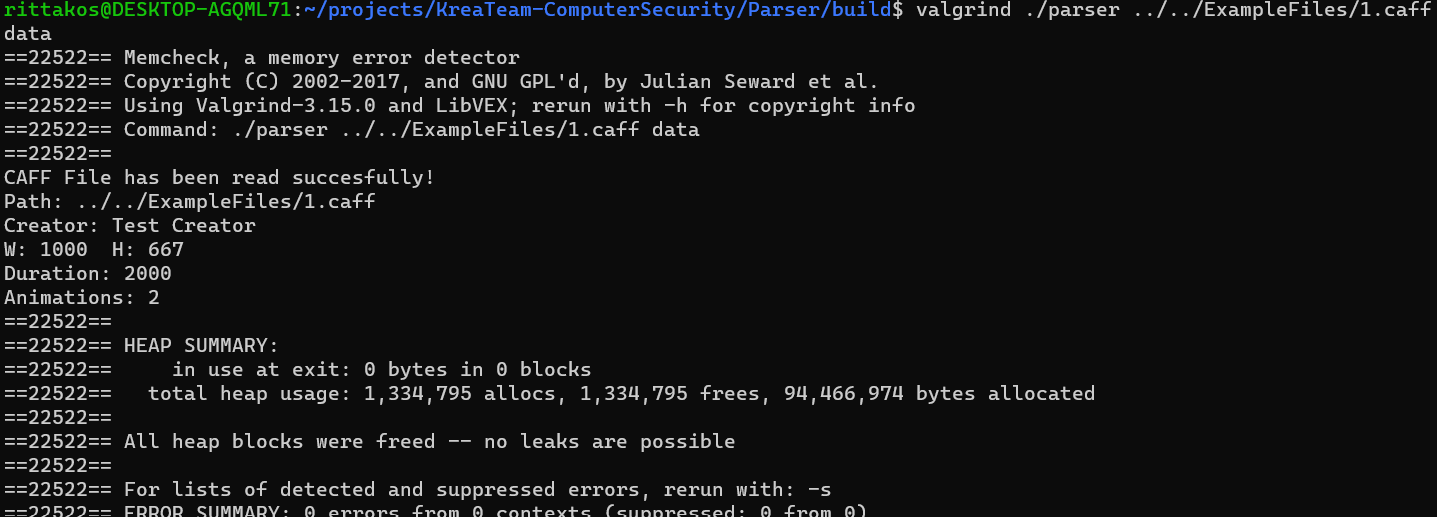 rittakos@DESKTOP-AGQML71:~/projects/KreaTeam-ComputerSecurity/Parser/build$ valgrind ./parser ../../ExampleFiles/1.caff
data
==22522== Memcheck, a memory error detector
==22522== Copyright (C) 2002-2017, and GNU GPL'd, by Julian Seward et al.
==22522== Using Valgrind-3.15.0 and LibVEX; rerun with -h for copyright info
==22522== Command: ./parser ../../ExampleFiles/1.caff data
==22522==
CAFF File has been read succesfully!
Path: ../../ExampleFiles/1.caff
Creator: Test Creator
W: 1000  H: 667
Duration: 2000
Animations: 2
==22522==
==22522== HEAP SUMMARY:
==22522==     in use at exit: 0 bytes in 0 blocks
==22522==   total heap usage: 1,334,795 allocs, 1,334,795 frees, 94,466,974 bytes allocated
==22522==
==22522== All heap blocks were freed -- no leaks are possible
==22522==
==22522== For lists of detected and suppressed errors, rerun with: -s
==22522== ERROR SUMMARY: 0 errors from 0 contexts (suppressed: 0 from 0)